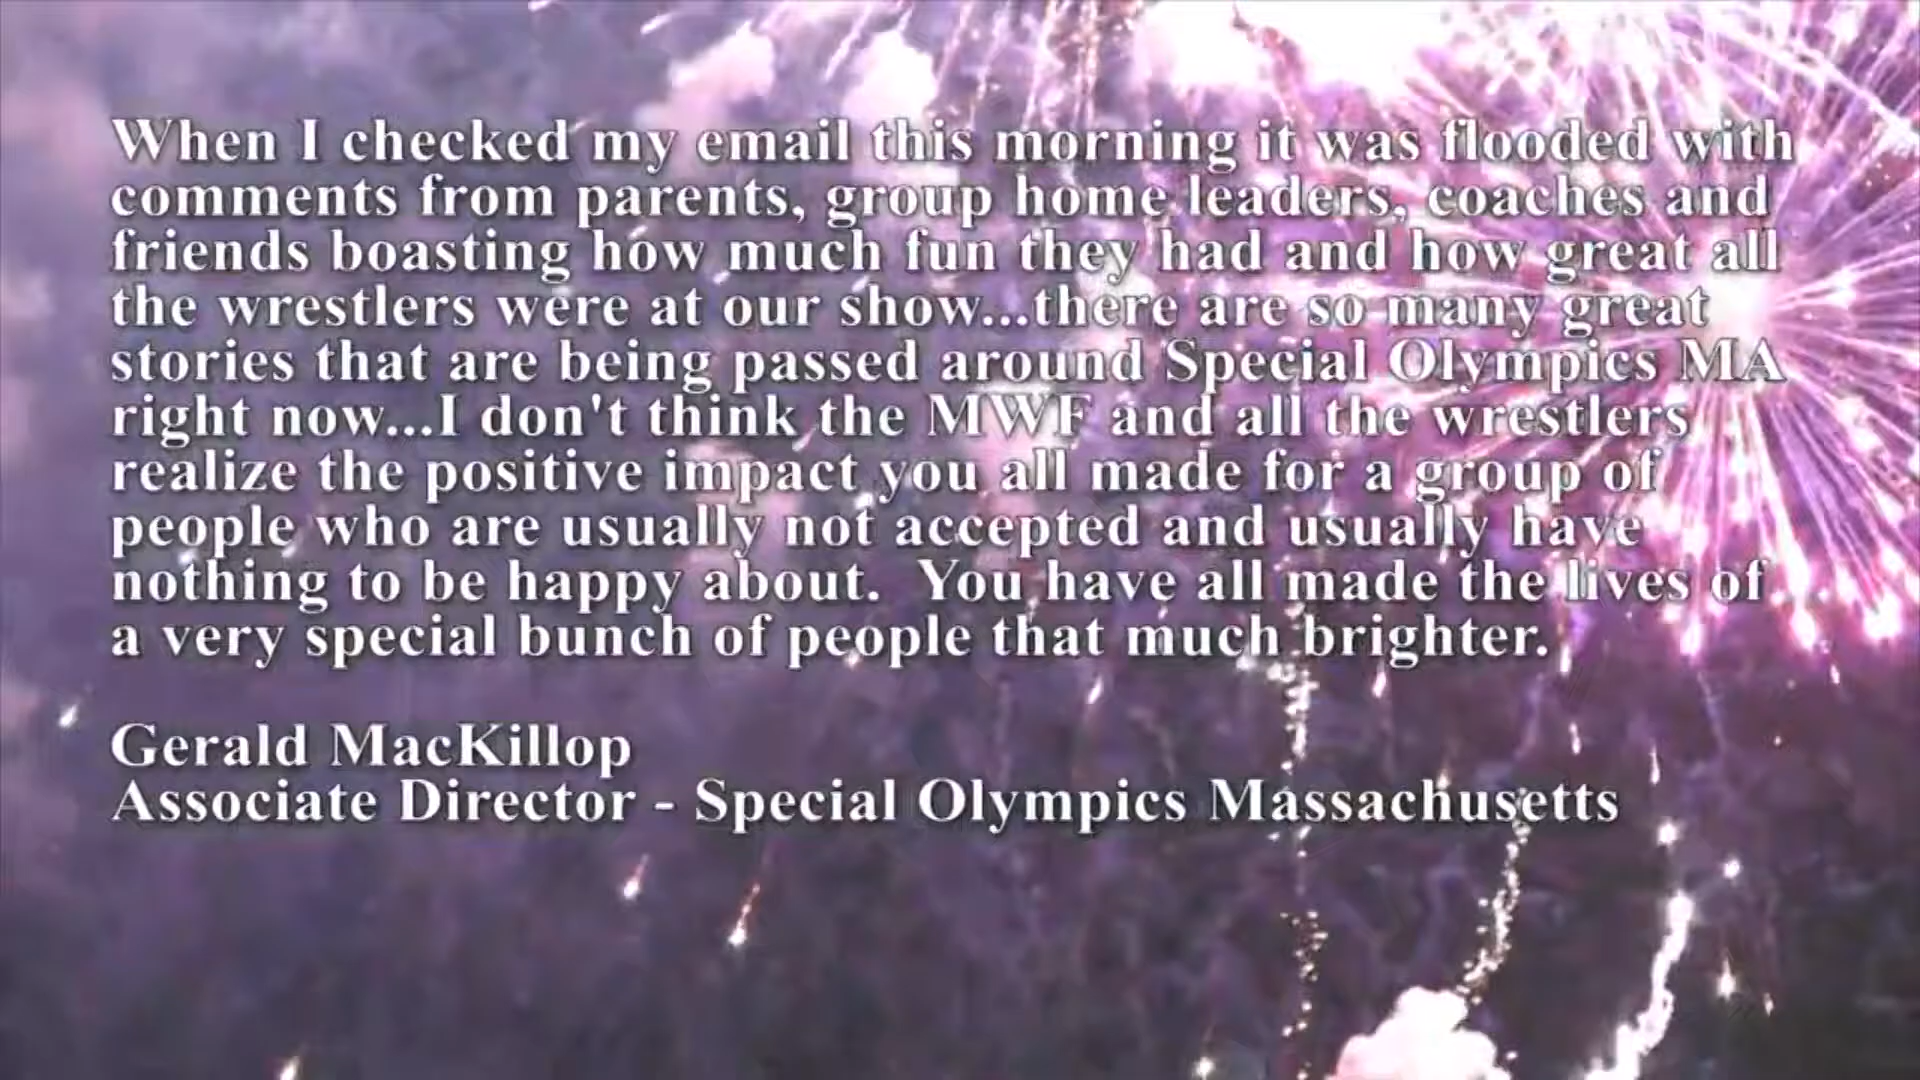 When I checked my email this morning it was flooded with
comments from parents, group home leaders, coaches and
friends boasting how much fun they had and how great all
the wrestlers were at our show...there are so many great
stories that are being passed around Special Olympics MA
right now...I don't think the MWF and all the wrestlers
realize the positive impact you all made for a group of
people who are usually not accepted and usually have
nothing to be happy about.  You have all made the lives of
a very special bunch of people that much brighter.
Gerald MacKillop
Associate Director - Special Olympics Massachusetts